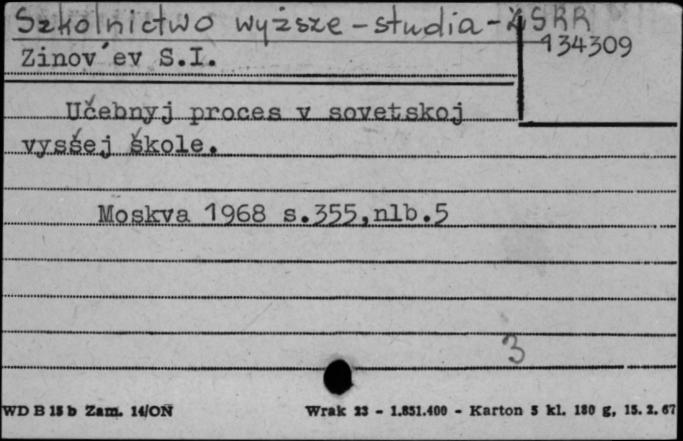 Szkolnictwo wyższe - studia - ZSRR
134309
Zinov'ev S.I.
Učebnyj proces v sovetskoj
vysšej škole.
Moskva 1968 s.355,nlb.5
3
WD B 15 b Zam. 14/ON Wrak 23 - 1.851.400 - Karton 5 kl. 180 g, 15. 2. 67